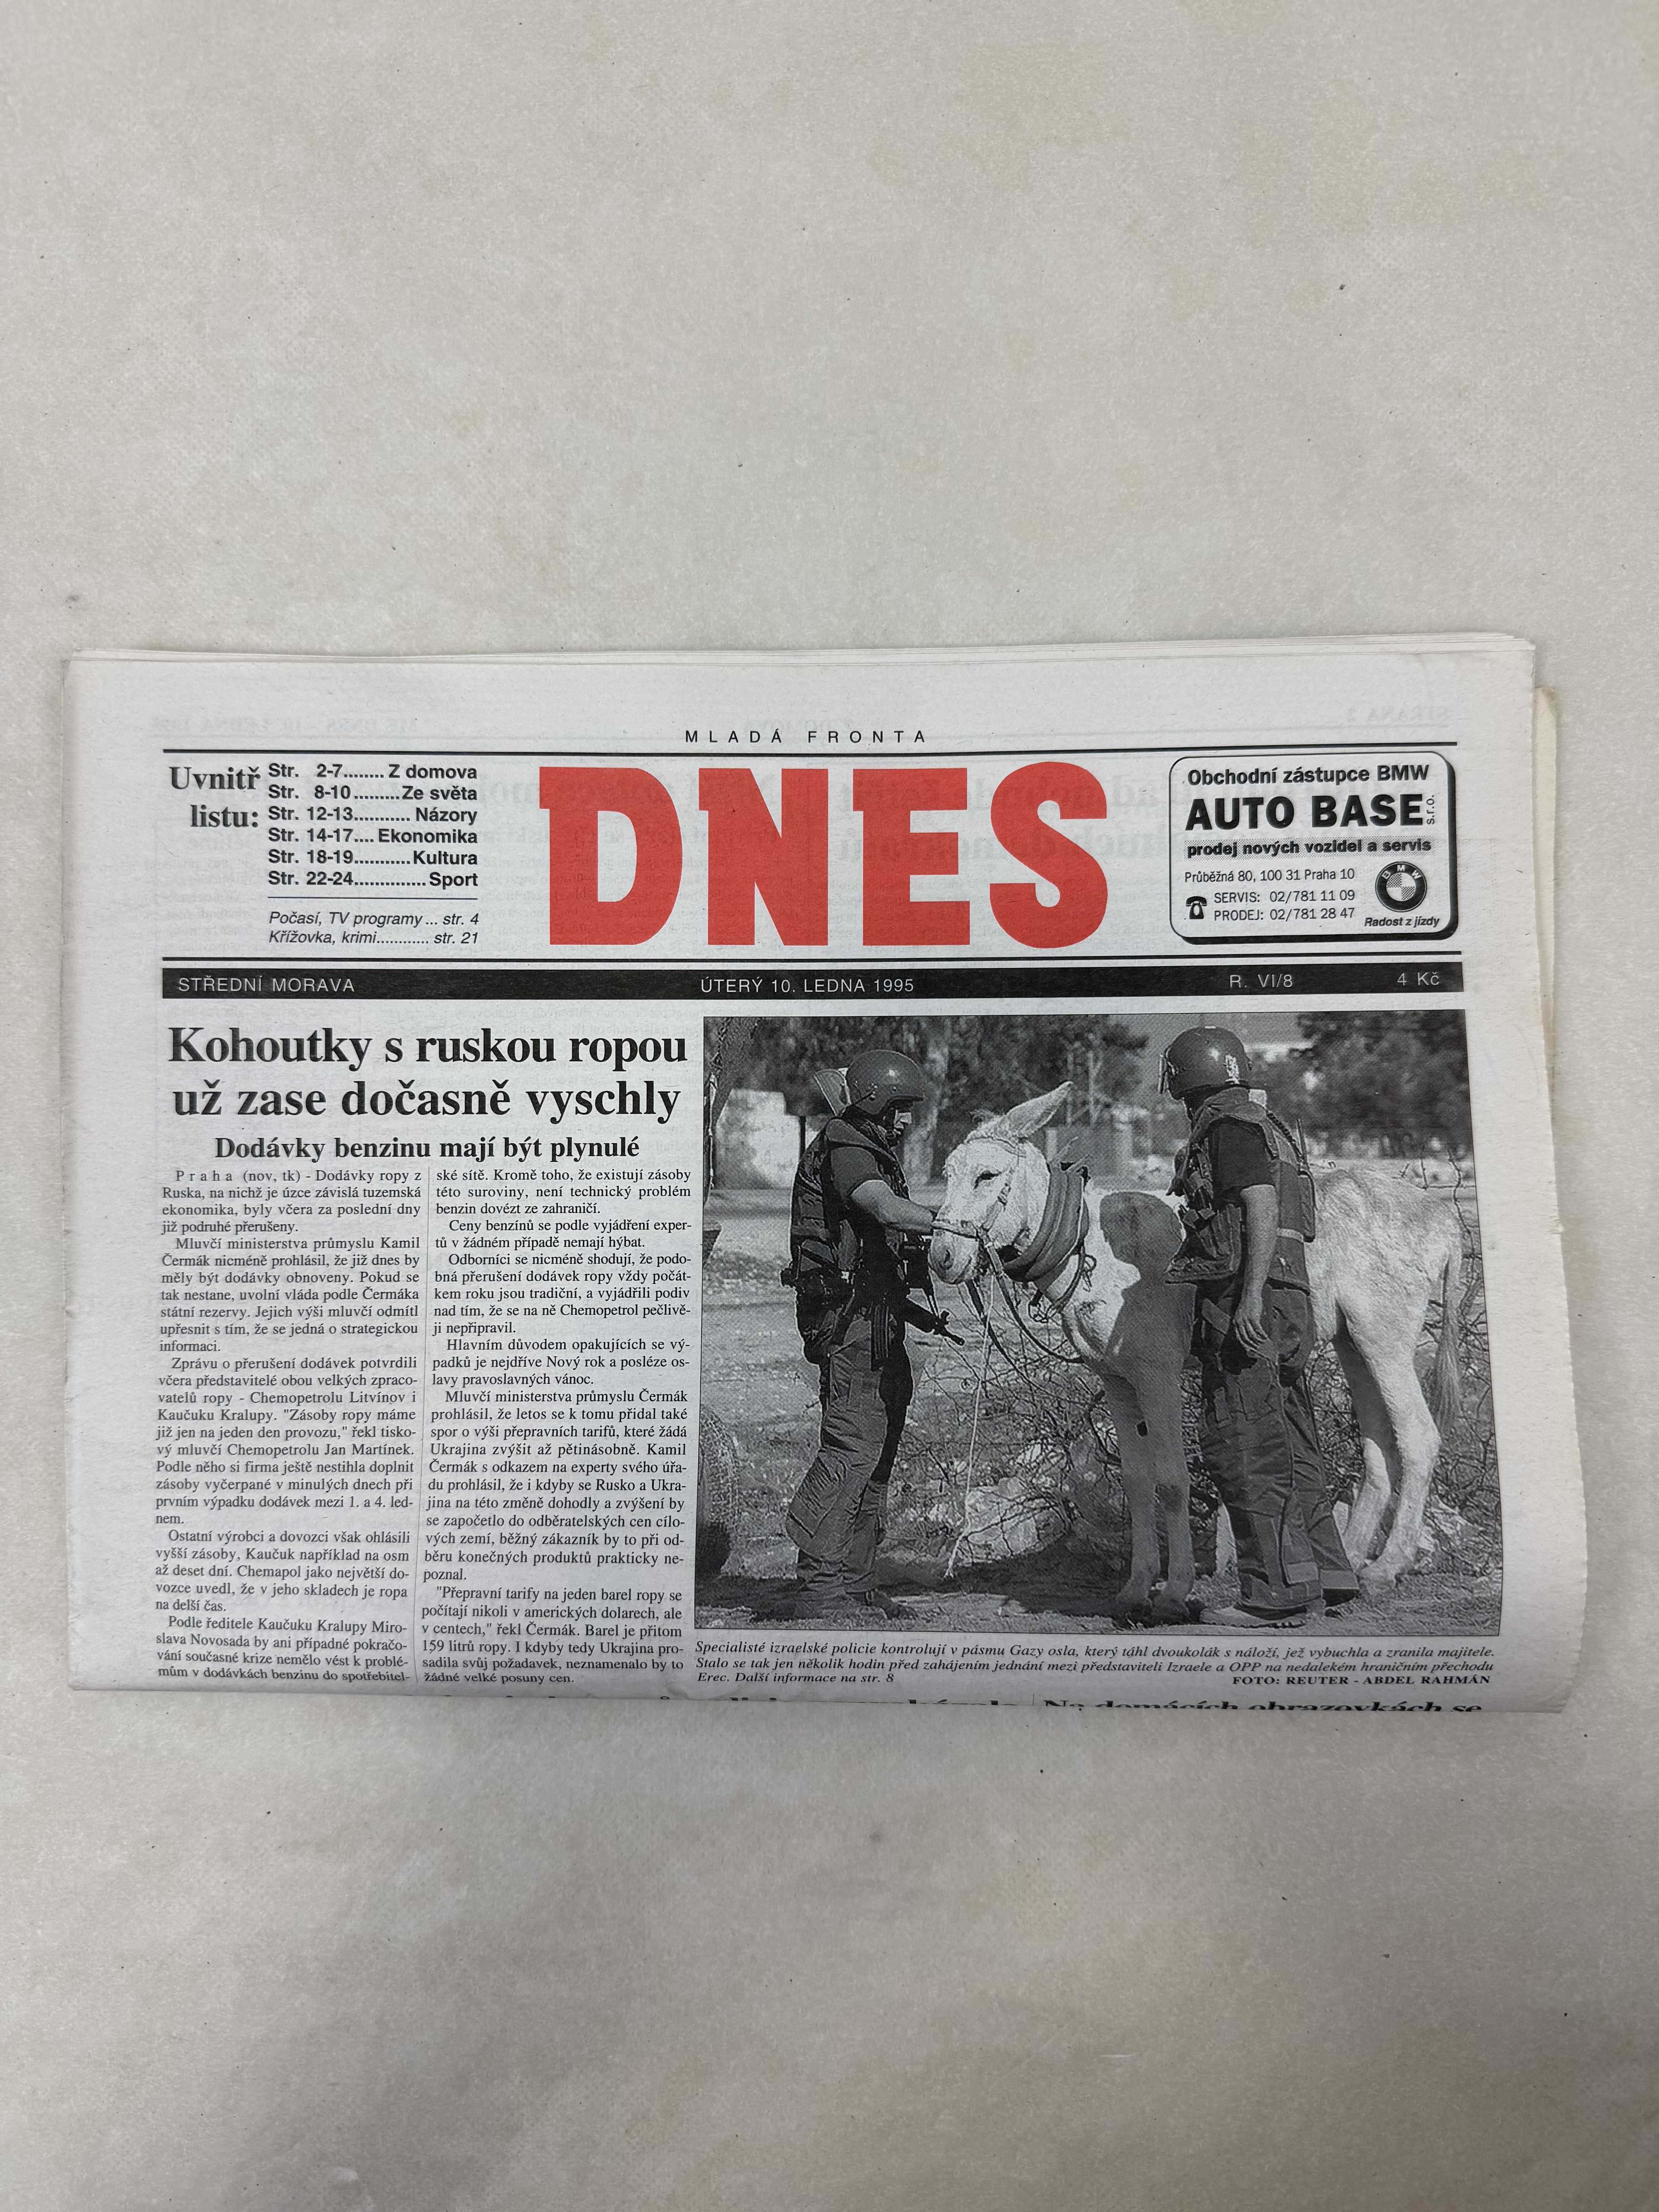 MLADÁ FRONTA
Uvnitř
listu:
Str. 2-7........ Z domova
Str. 8-10.........Ze světa
Str. 12-13........... Názory
Str. 14-17.... Ekonomika
Str. 18-19...........Kultura
Str. 22-24.............. Sport
Počasí, TV programy ... str. 4
Křížovka, krimi............ str. 21
DNES
Obchodní zástupce BMW
AUTO BASE s.r.o.
prodej nových vozidel a servis
Průběžná 80, 100 31 Praha 10
SERVIS: 02/781 11 09
PRODEJ: 02/781 28 47
BMW
Radost z jízdy
STŘEDNÍ MORAVA ÚTERÝ 10. LEDNA 1995 R. VI/8 4 Kč
Kohoutky s ruskou ropou
už zase dočasně vyschly
Dodávky benzinu mají být plynulé
Praha (nov, tk) - Dodávky ropy z
Ruska, na nichž je úzce závislá tuzemská
ekonomika, byly včera za poslední dny
již podruhé přerušeny.
Mluvčí ministerstva průmyslu Kamil
Čermák nicméně prohlásil, že již dnes by
měly být dodávky obnoveny. Pokud se
tak nestane, uvolní vláda podle Čermáka
státní rezervy. Jejich výši mluvčí odmítl
upřesnit s tím, že se jedná o strategickou
informaci.
Zprávu o přerušení dodávek potvrdili
včera představitelé obou velkých zpraco-
vatelů ropy - Chemopetrolu Litvínov i
Kaučuku Kralupy. "Zásoby ropy máme
již jen na jeden den provozu," řekl tisko-
vý mluvčí Chemopetrolu Jan Martínek.
Podle něho si firma ještě nestihla doplnit
zásoby vyčerpané v minulých dnech při
prvním výpadku dodávek mezi 1. a 4. led-
nem.
Ostatní výrobci a dovozci však ohlásili
vyšší zásoby, Kaučuk například na osm
až deset dní. Chemapol jako největší do-
vozce uvedl, že v jeho skladech je ropa
na delší čas.
Podle ředitele Kaučuku Kralupy Miro-
slava Novosada by ani případné pokračo-
vání současné krize nemělo vést k problé-
mům v dodávkách benzinu do spotřebitel-
ské sítě. Kromě toho, že existují zásoby
této suroviny, není technický problém
benzin dovézt ze zahraničí.
Ceny benzínů se podle vyjádření exper-
tů v žádném případě nemají hýbat.
Odborníci se nicméně shodují, že podo-
bná přerušení dodávek ropy vždy počát-
kem roku jsou tradiční, a vyjádřili podiv
nad tím, že se na ně Chemopetrol pečlivě-
ji nepřipravil.
Hlavním důvodem opakujících se vý-
padků je nejdříve Nový rok a posléze os-
lavy pravoslavných vánoc.
Mluvčí ministerstva průmyslu Čermák
prohlásil, že letos se k tomu přidal také
spor o výši přepravních tarifů, které žádá
Ukrajina zvýšit až pětinásobně. Kamil
Čermák s odkazem na experty svého úřa-
du prohlásil, že i kdyby se Rusko a Ukra-
jina na této změně dohodly a zvýšení by
se započetlo do odběratelských cen cílo-
vých zemí, běžný zákazník by to při od-
běru konečných produktů prakticky ne-
poznal.
"Přepravní tarify na jeden barel ropy se
počítají nikoli v amerických dolarech, ale
v centech," řekl Čermák. Barel je přitom
159 litrů ropy. I kdyby tedy Ukrajina pro-
sadila svůj požadavek, neznamenalo by to
žádné velké posuny cen.
Specialisté izraelské policie kontrolují v pásmu Gazy osla, který táhl dvoukolák s náloží, jež vybuchla a zranila majitele.
Stalo se tak jen několik hodin před zahájením jednání mezi představiteli Izraele a OPP na nedalekém hraničním přechodu
Erec. Další informace na str. 8
FOTO: REUTER - ABDEL RAHMÁN
Na domácích obrazovkách se